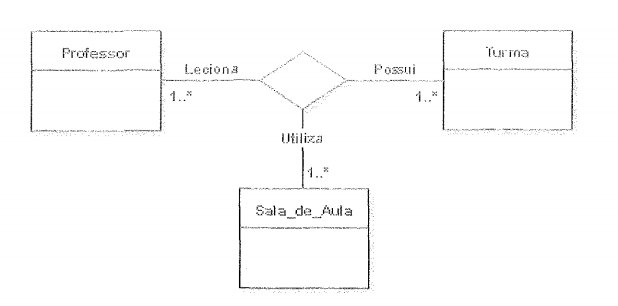 Professor
Turma
Leciona
Possui
1..*
1..*
Utiliza
1..*
Sala_de_Aula